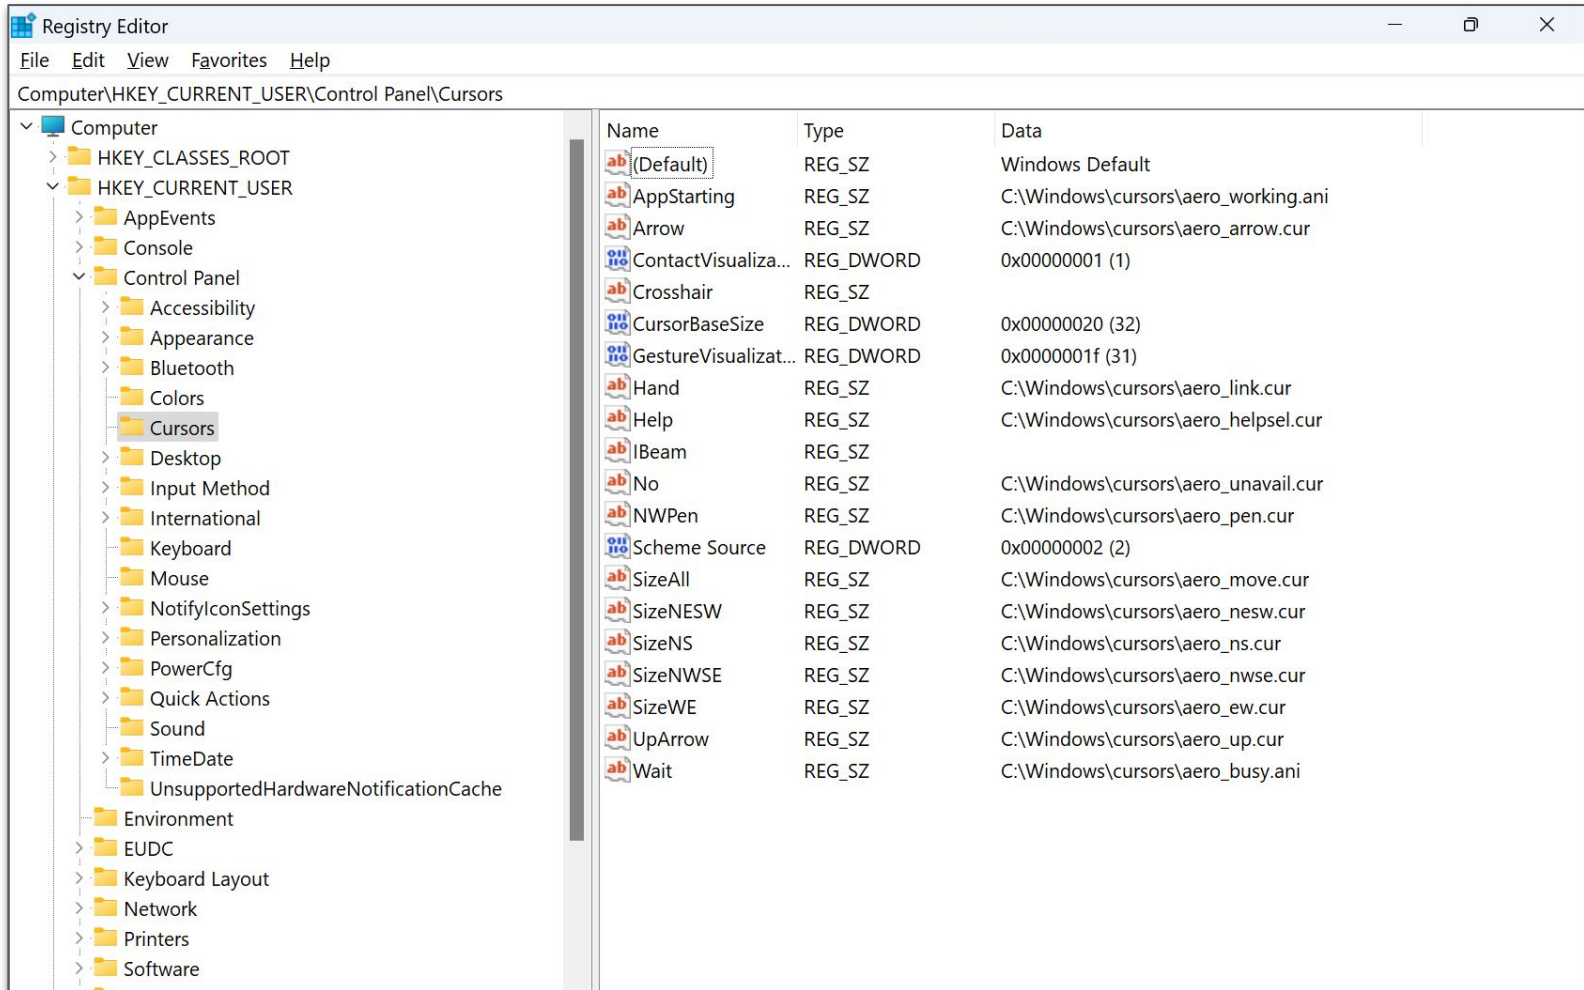 Registry Editor
File Edit View Favorites Help
Computer\HKEY_CURRENT_USER\Control Panel\Cursors
Computer
HKEY_CLASSES_ROOT
HKEY_CURRENT_USER
AppEvents
Console
Control Panel
Accessibility
Appearance
Bluetooth
Colors
Cursors
Desktop
Input Method
International
Keyboard
Mouse
NotifyIconSettings
Personalization
PowerCfg
Quick Actions
Sound
TimeDate
UnsupportedHardwareNotificationCache
Environment
EUDC
Keyboard Layout
Network
Printers
Software
Name Type Data
(Default) REG_SZ Windows Default
AppStarting REG_SZ C:\Windows\cursors\aero_working.ani
Arrow REG_SZ C:\Windows\cursors\aero_arrow.cur
ContactVisualiza... REG_DWORD 0x00000001 (1)
Crosshair REG_SZ
CursorBaseSize REG_DWORD 0x00000020 (32)
GestureVisualizat... REG_DWORD 0x0000001f (31)
Hand REG_SZ C:\Windows\cursors\aero_link.cur
Help REG_SZ C:\Windows\cursors\aero_helpsel.cur
IBeam REG_SZ
No REG_SZ C:\Windows\cursors\aero_unavail.cur
NWPen REG_SZ C:\Windows\cursors\aero_pen.cur
Scheme Source REG_DWORD 0x00000002 (2)
SizeAll REG_SZ C:\Windows\cursors\aero_move.cur
SizeNESW REG_SZ C:\Windows\cursors\aero_nesw.cur
SizeNS REG_SZ C:\Windows\cursors\aero_ns.cur
SizeNWSE REG_SZ C:\Windows\cursors\aero_nwse.cur
SizeWE REG_SZ C:\Windows\cursors\aero_ew.cur
UpArrow REG_SZ C:\Windows\cursors\aero_up.cur
Wait REG_SZ C:\Windows\cursors\aero_busy.ani